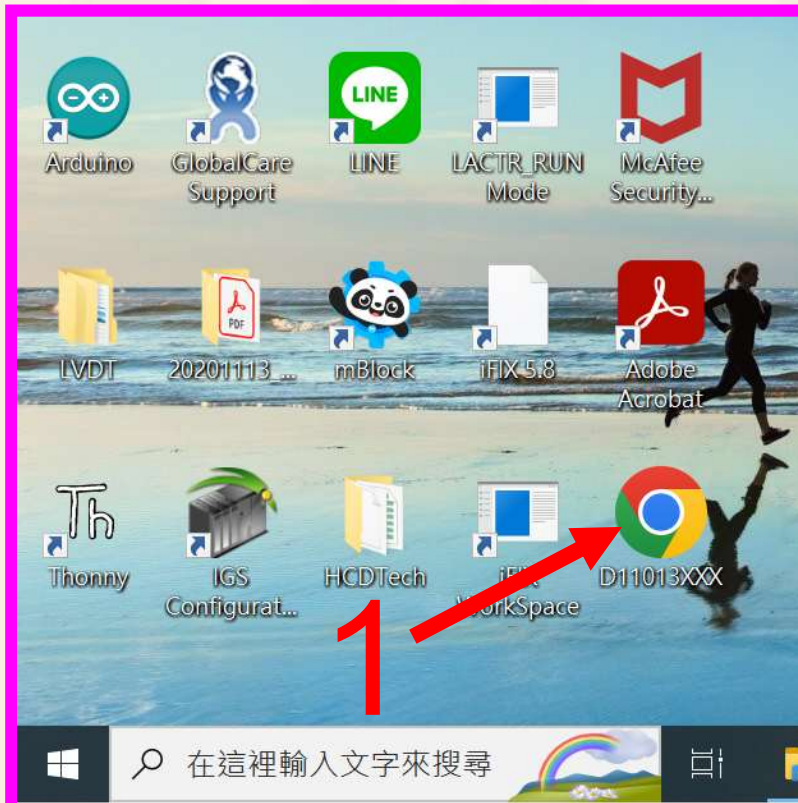 LINE
Arduino
GlobalCare
Support
LINE
LACTR_RUN
Mode
McAfee
Security...
PDF
LVDT
20201113_...
mBlock
iFIX 5.8
Adobe
Acrobat
Th
Thonny
IGS
Configurat...
HCDTech
iFIX
WorkSpace
D11013XXX
1
在這裡輸入文字來搜尋